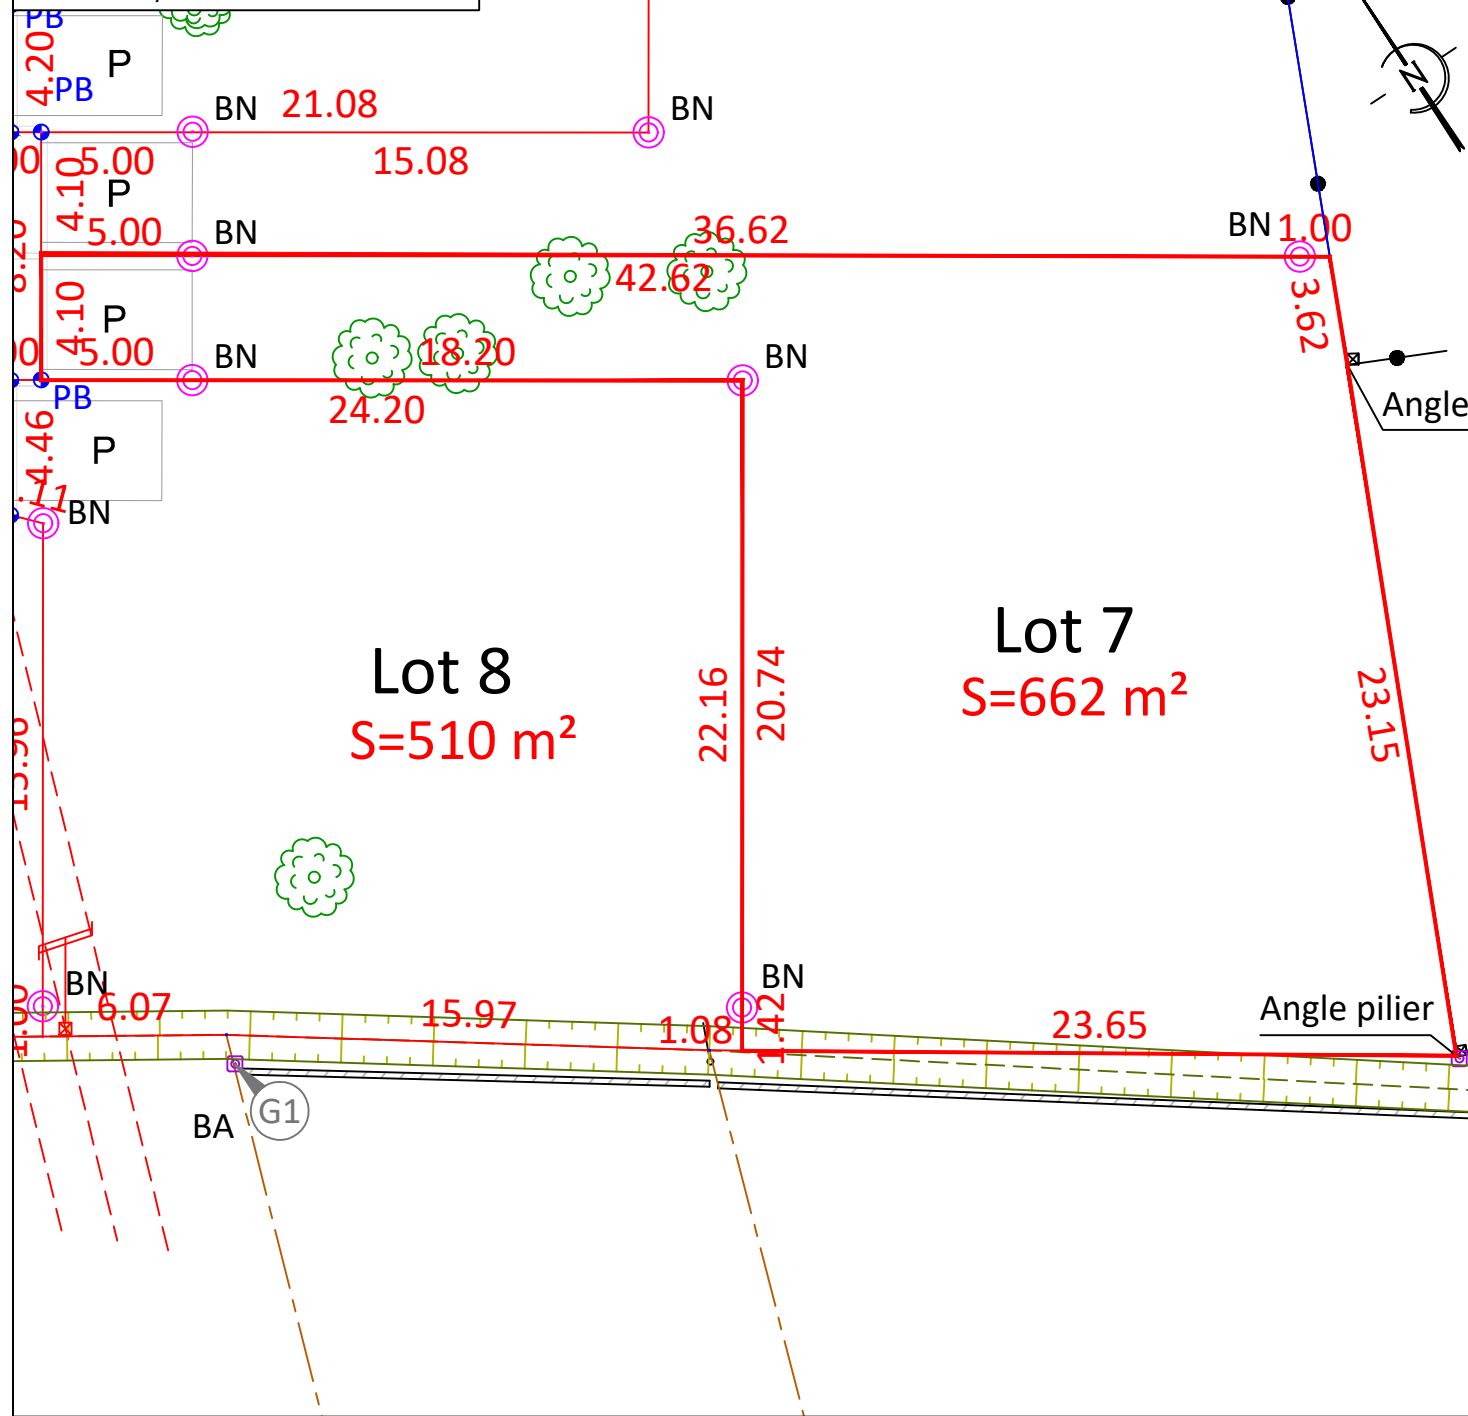 PB
4.20
P
PB
BN
21.08
BN
N
5.00
4.10
P
15.08
5.00
BN
36.62
BN
1.00
42.62
3.62
4.10
P
5.00
BN
18.20
BN
PB
24.20
Angle
4.46
P
BN
Lot 7
S=662 m²
Lot 8
S=510 m²
22.16
20.74
23.15
BN
6.07
15.97
BN
1.08
1.42
23.65
Angle pilier
G1
BA